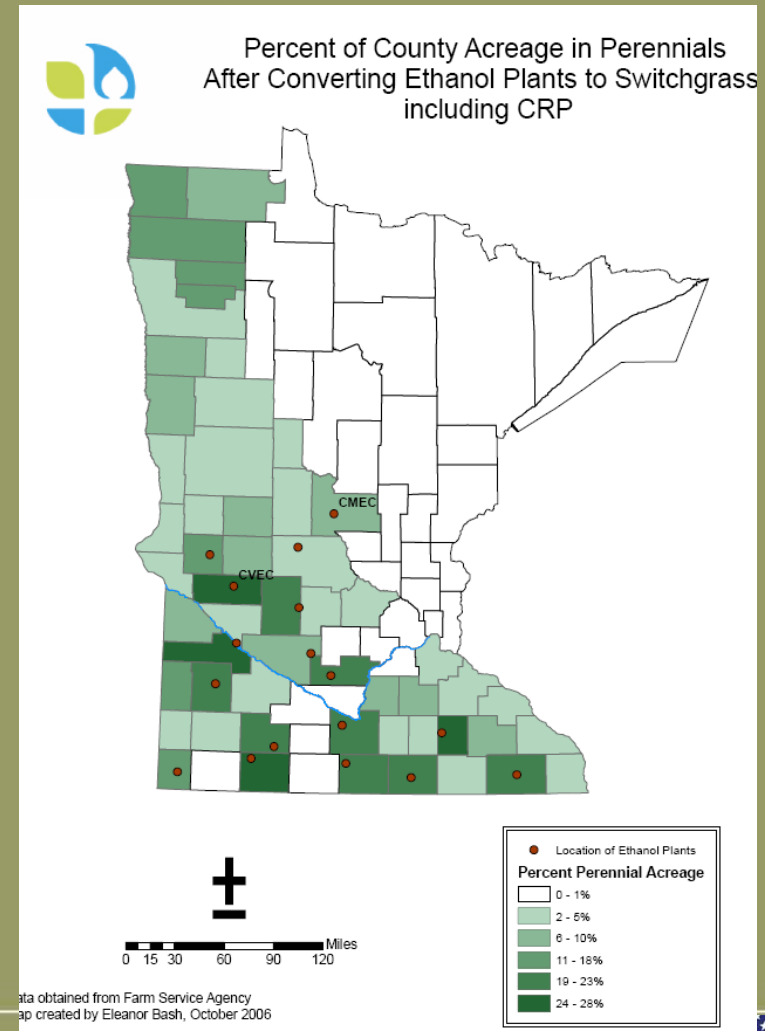 Percent of County Acreage in Perennials
After Converting Ethanol Plants to Switchgrass
including CRP
CMEC
CVEC
Location of Ethanol Plants
Percent Perennial Acreage
0 - 1%
2 - 5%
6 - 10%
11 - 18%
19 - 23%
24 - 28%
Miles
0 15 30 60 90 120
ata obtained from Farm Service Agency
ap created by Eleanor Bash, October 2006